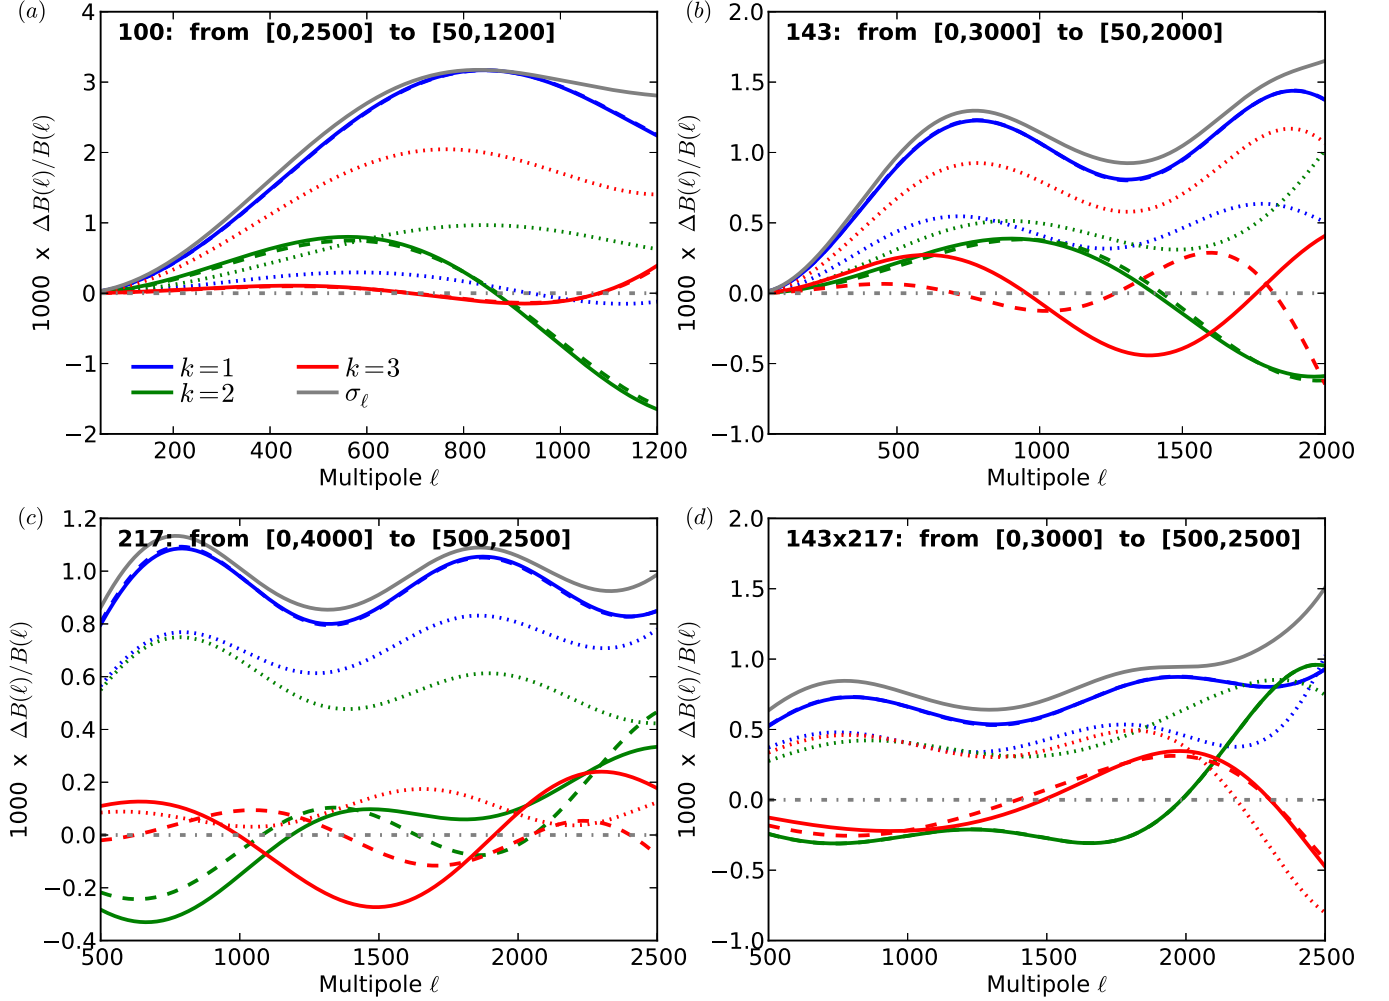 (a)
100: from [0,2500] to [50,1200]
4
3
2
1
0
−1
−2
1000 x ΔB(ℓ)/B(ℓ)
k=1
k=2
k=3
σℓ
200 400 600 800 1000 1200
Multipole ℓ
(b)
143: from [0,3000] to [50,2000]
2.0
1.5
1.0
0.5
0.0
−0.5
−1.0
1000 x ΔB(ℓ)/B(ℓ)
500 1000 1500 2000
Multipole ℓ
(c)
217: from [0,4000] to [500,2500]
1.2
1.0
0.8
0.6
0.4
0.2
0.0
−0.2
−0.4
1000 x ΔB(ℓ)/B(ℓ)
500 1000 1500 2000 2500
Multipole ℓ
(d)
143x217: from [0,3000] to [500,2500]
2.0
1.5
1.0
0.5
0.0
−0.5
−1.0
1000 x ΔB(ℓ)/B(ℓ)
500 1000 1500 2000 2500
Multipole ℓ